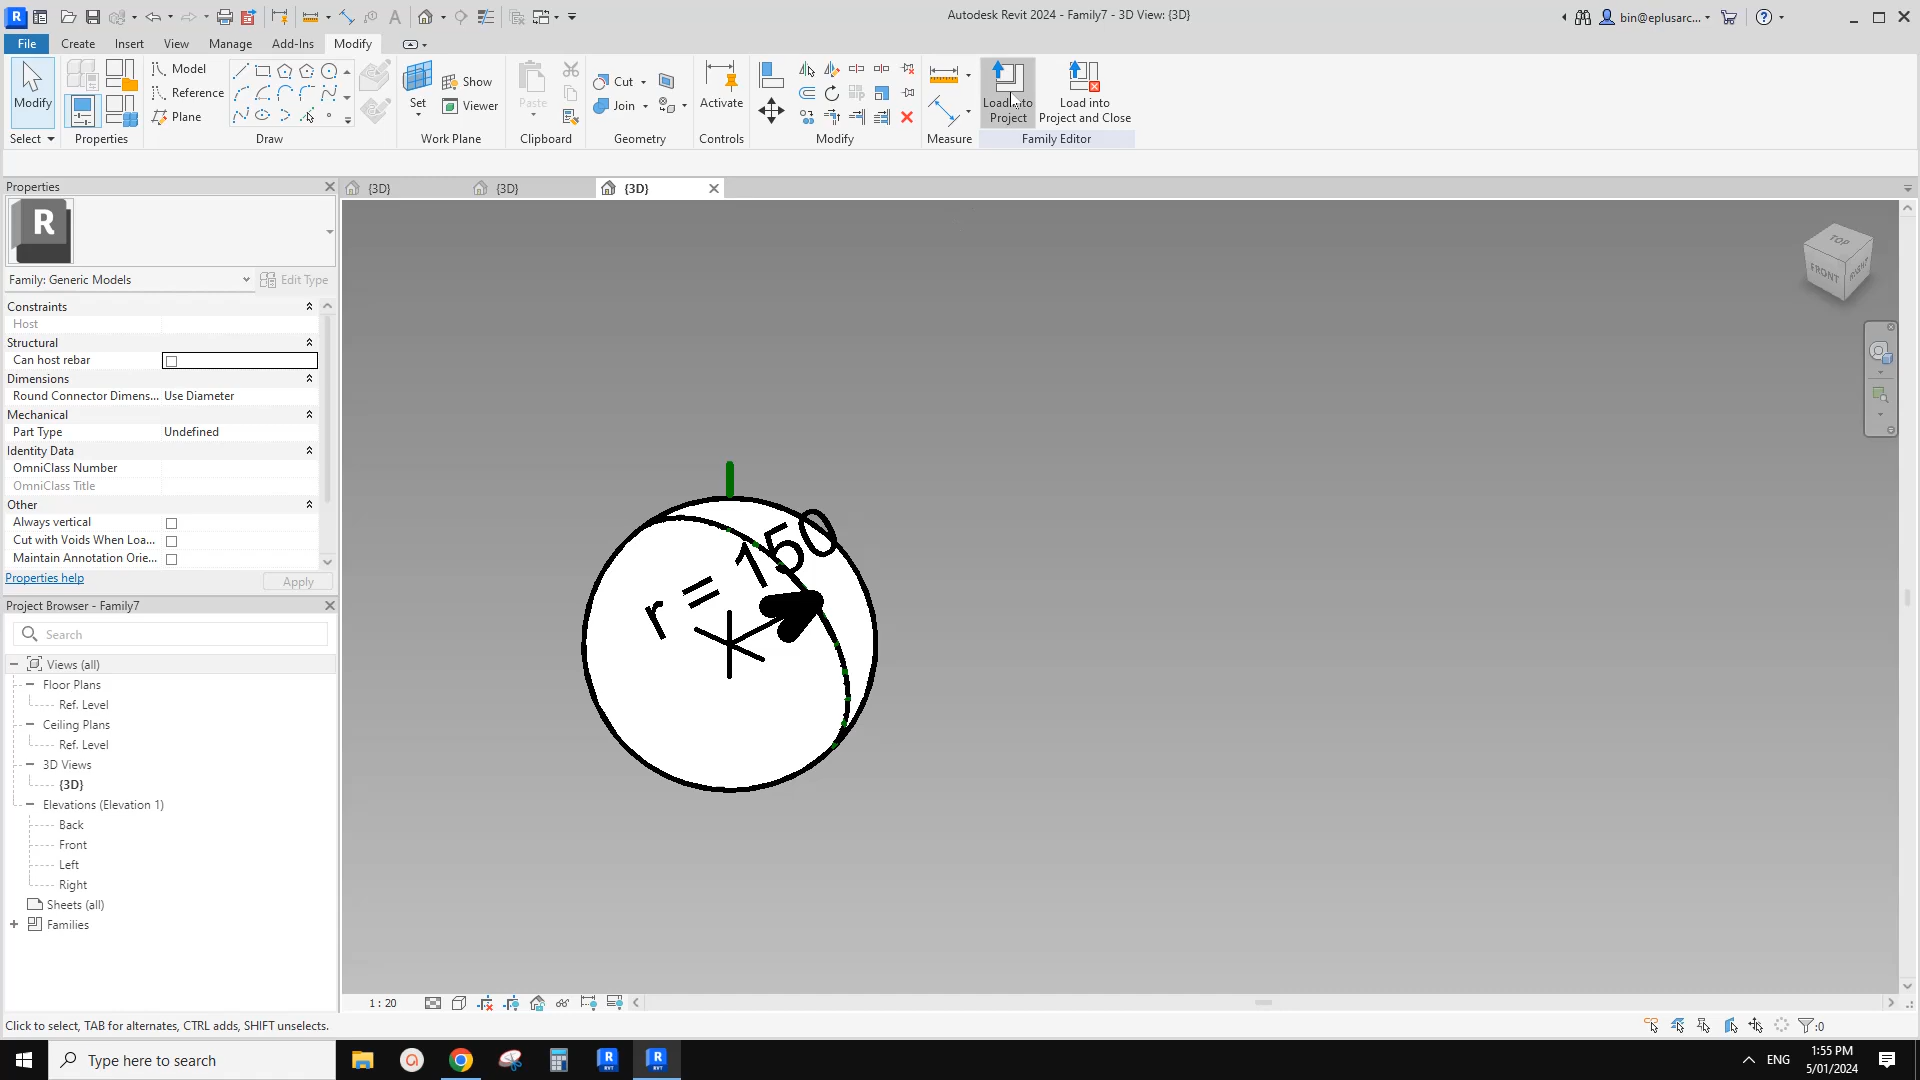 Autodesk Revit 2024 - Family7 - 3D View: {3D}
bin@eplusarc...
File Create Insert View Manage Add-Ins Modify
Modify
Select
Properties
Model
Reference
Plane
Draw
Set
Show
Viewer
Work Plane
Paste
Clipboard
Cut
Join
Geometry
Activate
Controls
Modify
Measure
Load into
Project
Load into
Project and Close
Family Editor
Properties
{3D}
{3D}
{3D}
R
Family: Generic Models
Edit Type
Constraints
Host
Structural
Can host rebar
Dimensions
Round Connector Dimens... Use Diameter
Mechanical
Part Type Undefined
Identity Data
OmniClass Number
OmniClass Title
Other
Always vertical
Cut with Voids When Loa...
Maintain Annotation Orie...
Properties help
Apply
Project Browser - Family7
Search
Views (all)
Floor Plans
Ref. Level
Ceiling Plans
Ref. Level
3D Views
{3D}
Elevations (Elevation 1)
Back
Front
Left
Right
Sheets (all)
Families
r = 150
TOP
FRONT
RIGHT
1 : 20
Click to select, TAB for alternates, CTRL adds, SHIFT unselects.
:0
Type here to search
ENG
1:55 PM
5/01/2024